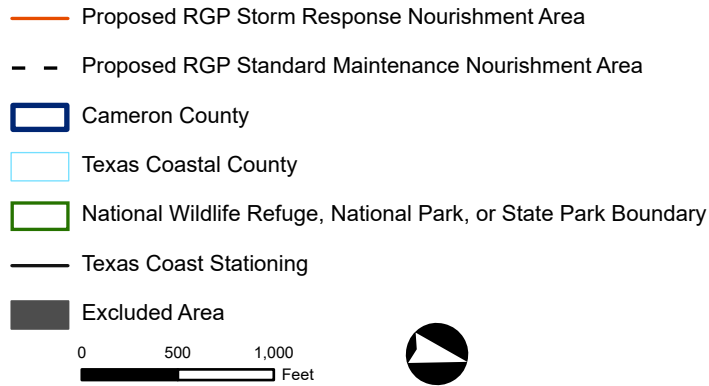 Proposed RGP Storm Response Nourishment Area
Proposed RGP Standard Maintenance Nourishment Area
Cameron County
Texas Coastal County
National Wildlife Refuge, National Park, or State Park Boundary
Texas Coast Stationing
Excluded Area
0 500 1,000
Feet